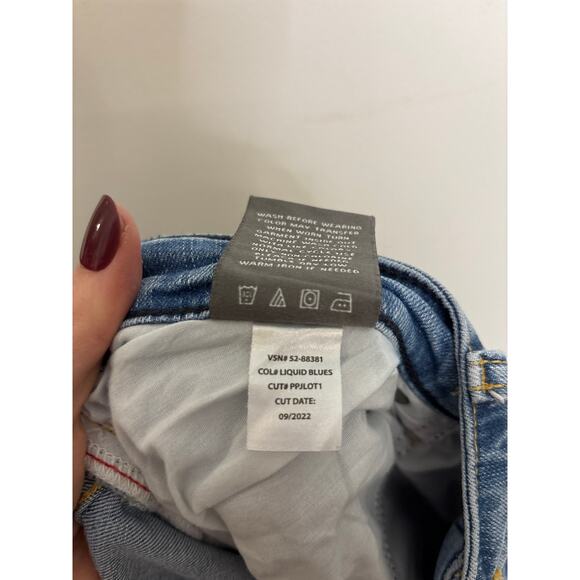 WASH BEFORE WEARING
COLOR MAY TRANSFER
WHEN WORN TURN
GARMENT INSIDE OUT
WARM IRON IF NEEDED
VSN# S2-88381
COL# LIQUID BLUES
CUT# PPJLOT1
CUT DATE:
09/2022